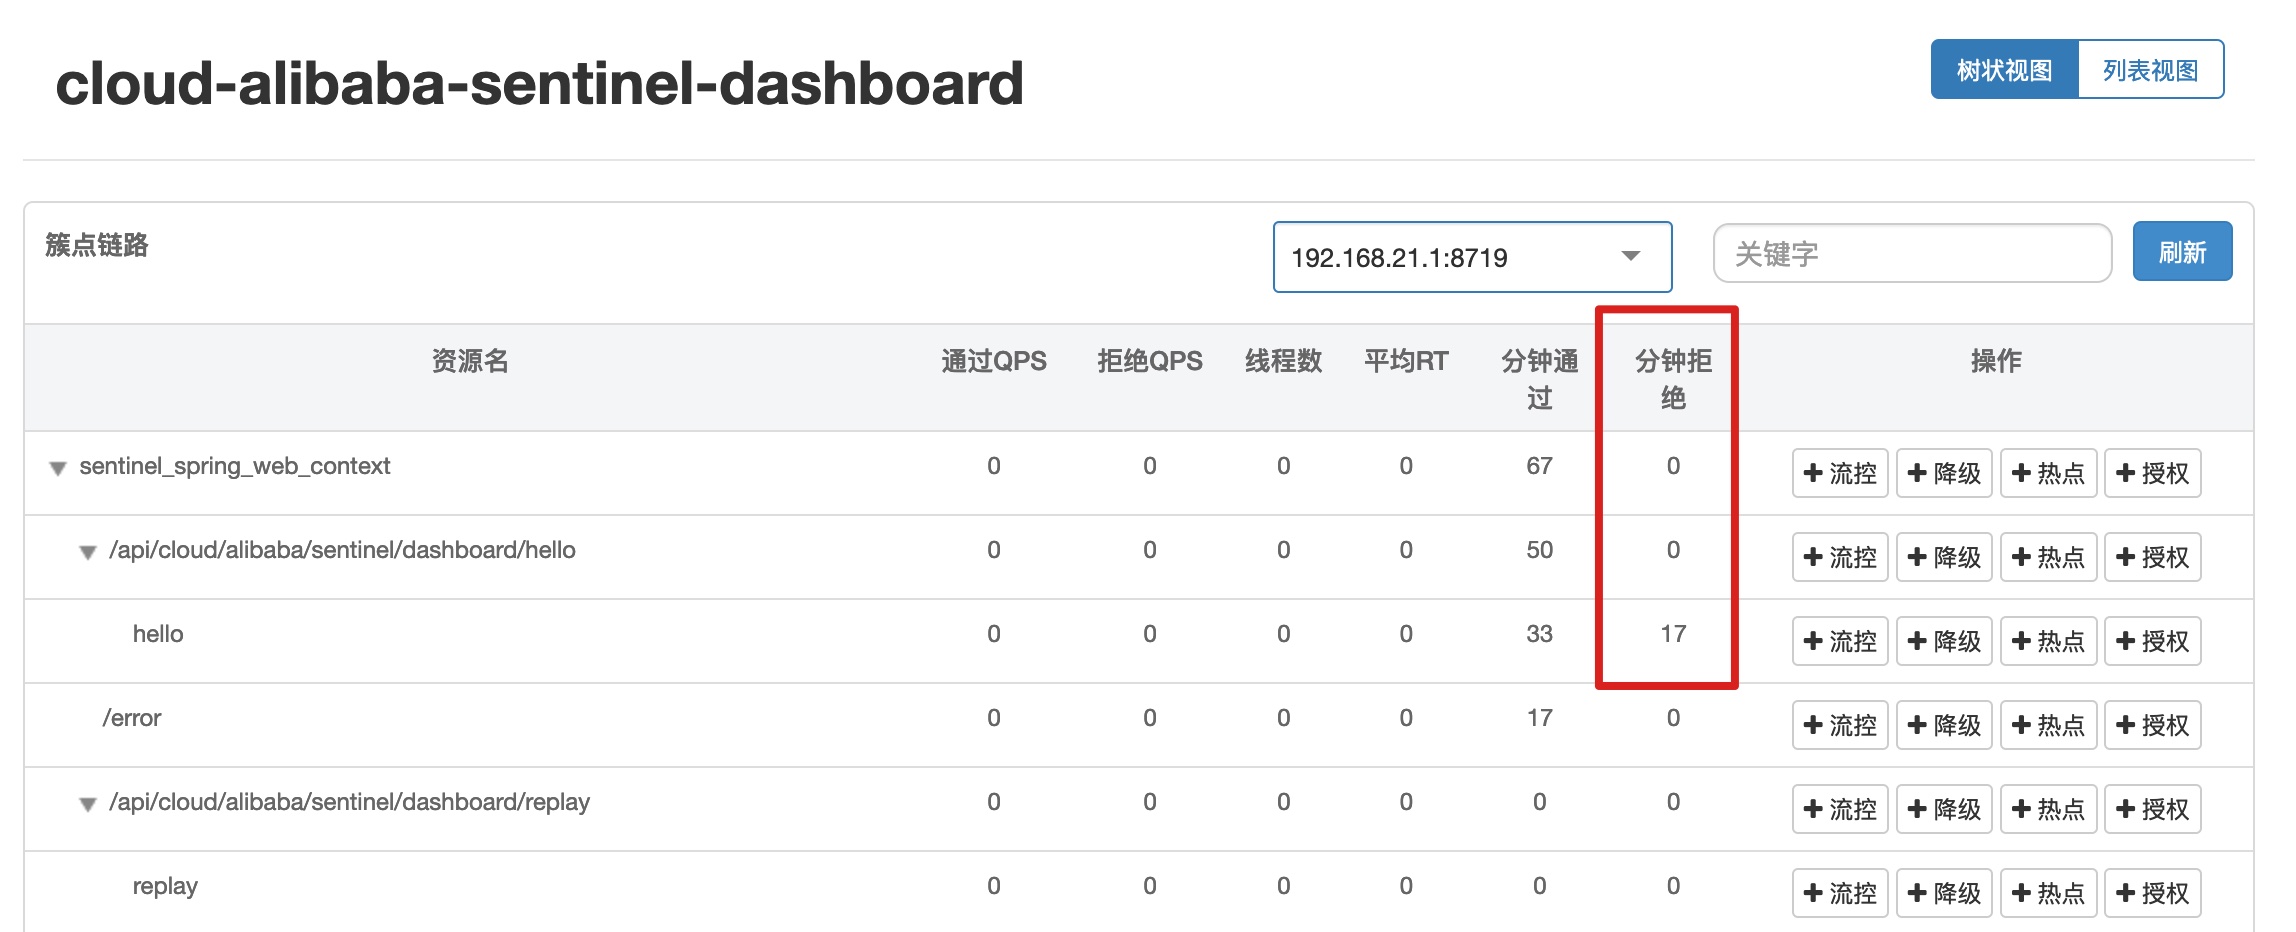 cloud-alibaba-sentinel-dashboard
树状视图 列表视图
簇点链路 192.168.21.1:8719 关键字 刷新
资源名 通过QPS 拒绝QPS 线程数 平均RT 分钟通过 分钟拒绝 操作
sentinel_spring_web_context 0 0 0 0 67 0 流控 降级 热点 授权
/api/cloud/alibaba/sentinel/dashboard/hello 0 0 0 0 50 0 流控 降级 热点 授权
hello 0 0 0 0 33 17 流控 降级 热点 授权
/error 0 0 0 0 17 0 流控 降级 热点 授权
/api/cloud/alibaba/sentinel/dashboard/replay 0 0 0 0 0 0 流控 降级 热点 授权
replay 0 0 0 0 0 0 流控 降级 热点 授权